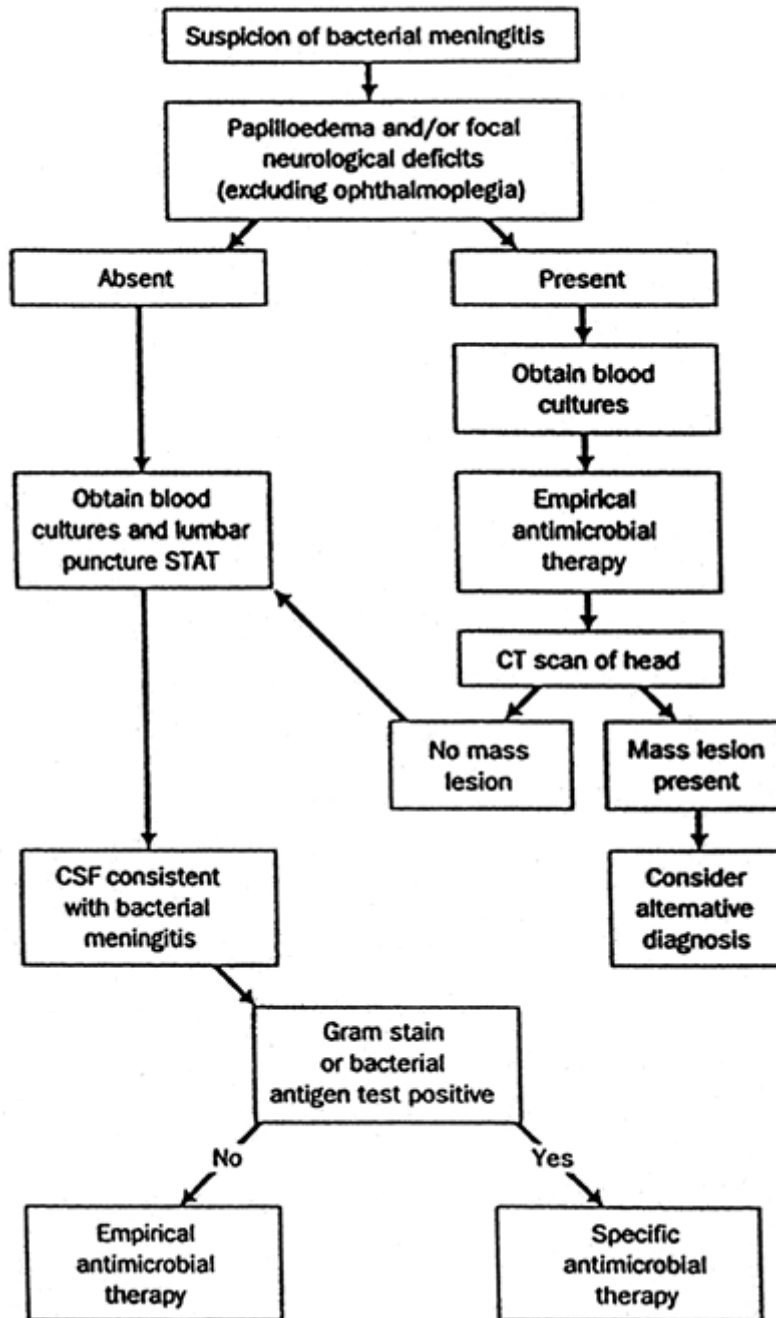 Suspicion of bacterial meningitis
Papilloedema and/or focal
neurological deficits
(excluding ophthalmoplegia)
Absent
Present
Obtain blood
cultures
Obtain blood
cultures and lumbar
puncture STAT
Empirical
antimicrobial
therapy
CT scan of head
No mass
lesion
Mass lesion
present
CSF consistent
with bacterial
meningitis
Consider
alternative
diagnosis
Gram stain
or bacterial
antigen test positive
No
Yes
Empirical
antimicrobial
therapy
Specific
antimicrobial
therapy